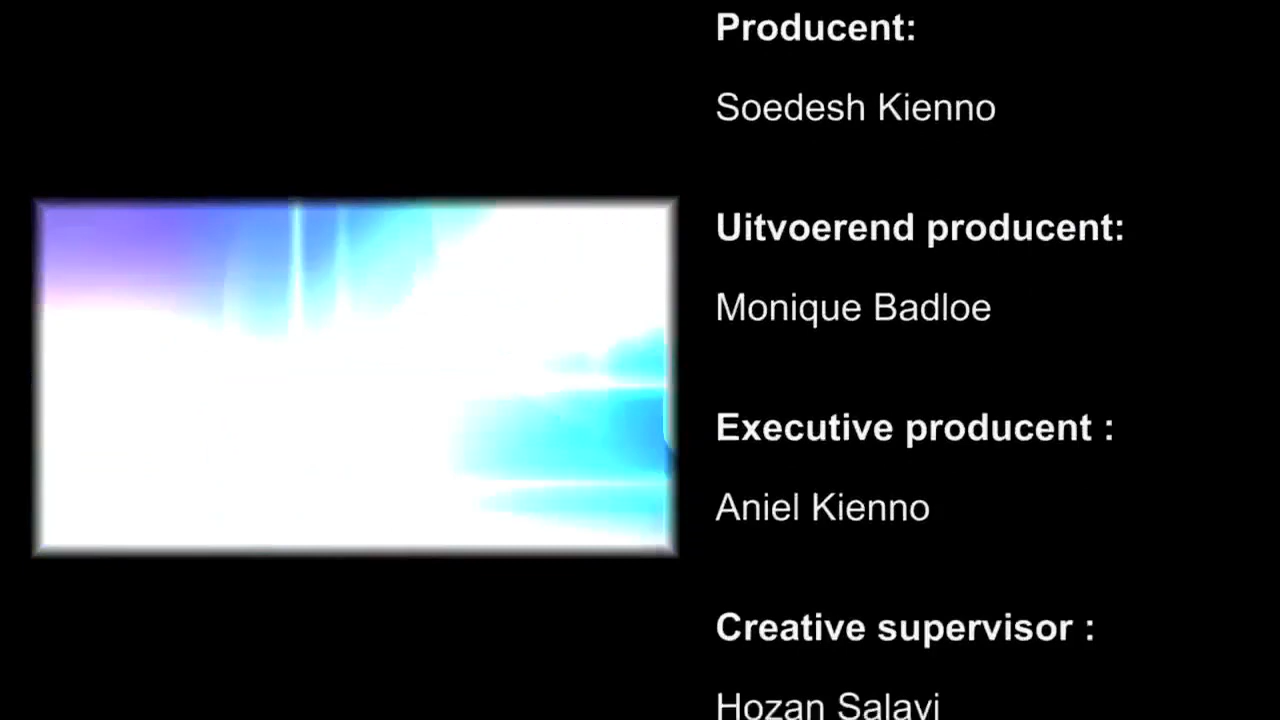 Producent:
Soedesh Kienno
Uitvoerend producent:
Monique Badloe
Executive producent :
Aniel Kienno
Creative supervisor :
Hozan Salavi